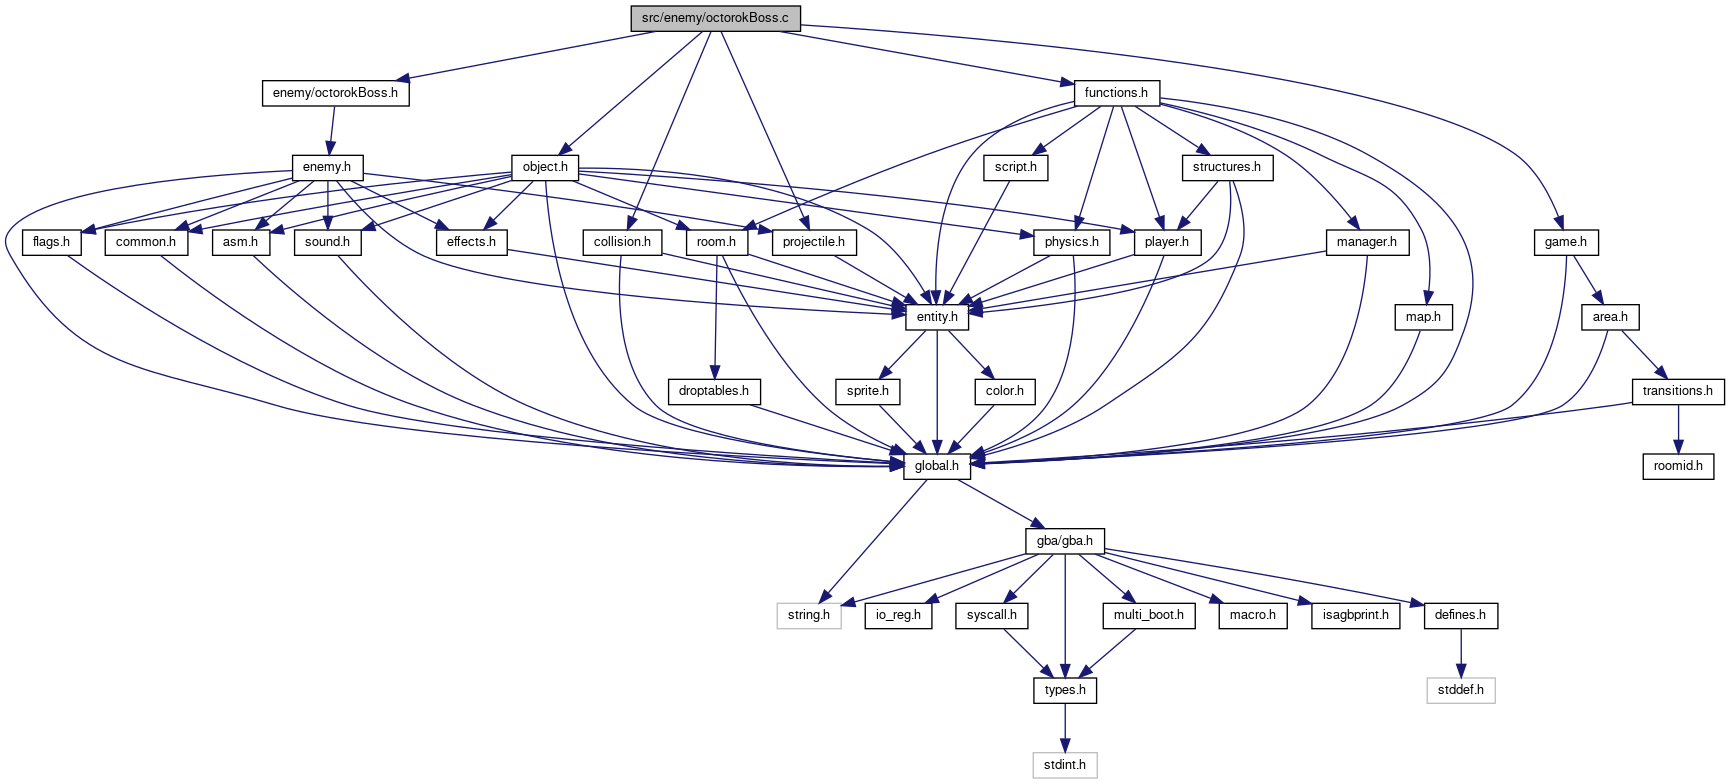 src/enemy/octorokBoss.c
enemy/octorokBoss.h
functions.h
enemy.h
object.h
script.h
structures.h
flags.h
common.h
asm.h
sound.h
effects.h
collision.h
room.h
projectile.h
physics.h
player.h
manager.h
game.h
entity.h
map.h
area.h
droptables.h
sprite.h
color.h
transitions.h
global.h
roomid.h
gba/gba.h
string.h
io_reg.h
syscall.h
multi_boot.h
macro.h
isagbprint.h
defines.h
types.h
stddef.h
stdint.h